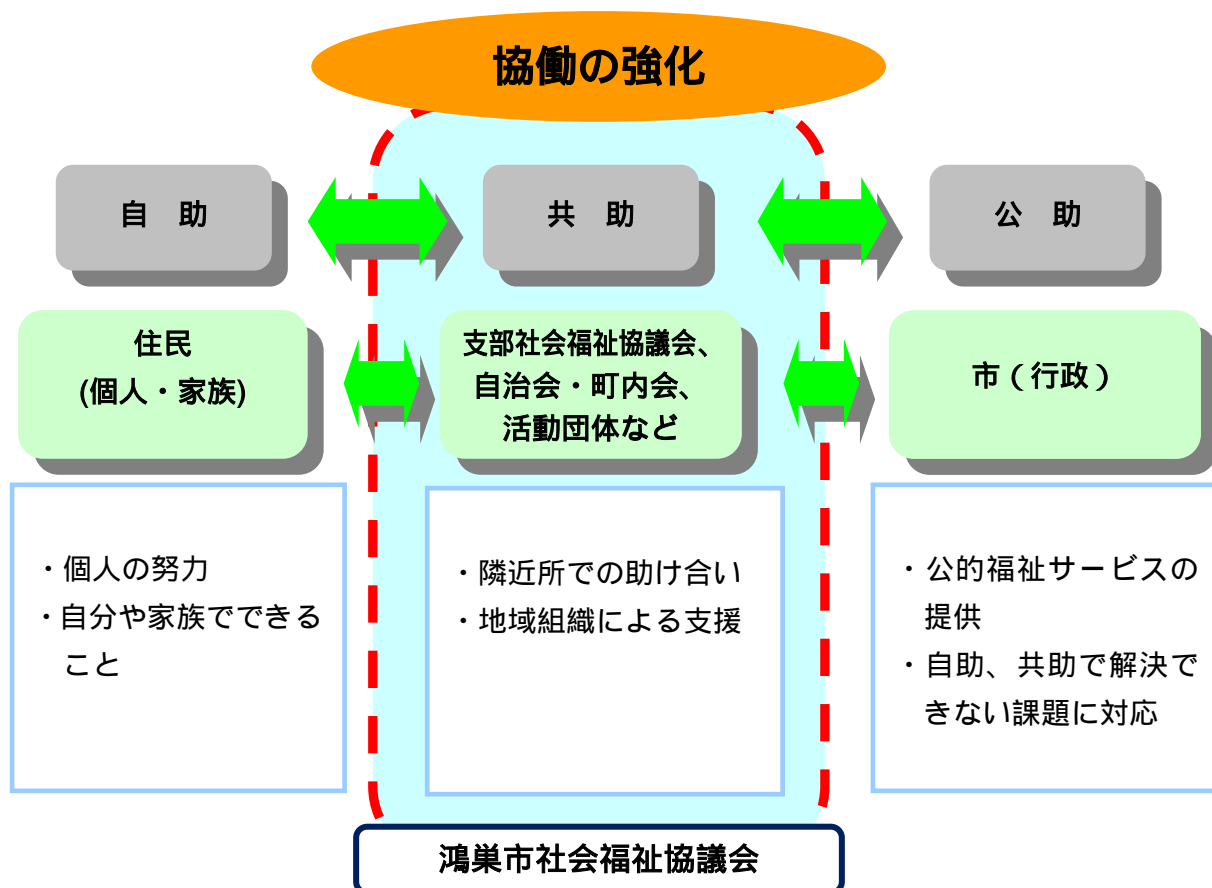 協働の強化
自　助
共　助
公　助
住民
(個人・家族)
支部社会福祉協議会、
自治会・町内会、
活動団体など
市（行政）
・個人の努力
・自分や家族でできる
こと
・隣近所での助け合い
・地域組織による支援
・公的福祉サービスの
提供
・自助、共助で解決で
きない課題に対応
鴻巣市社会福祉協議会